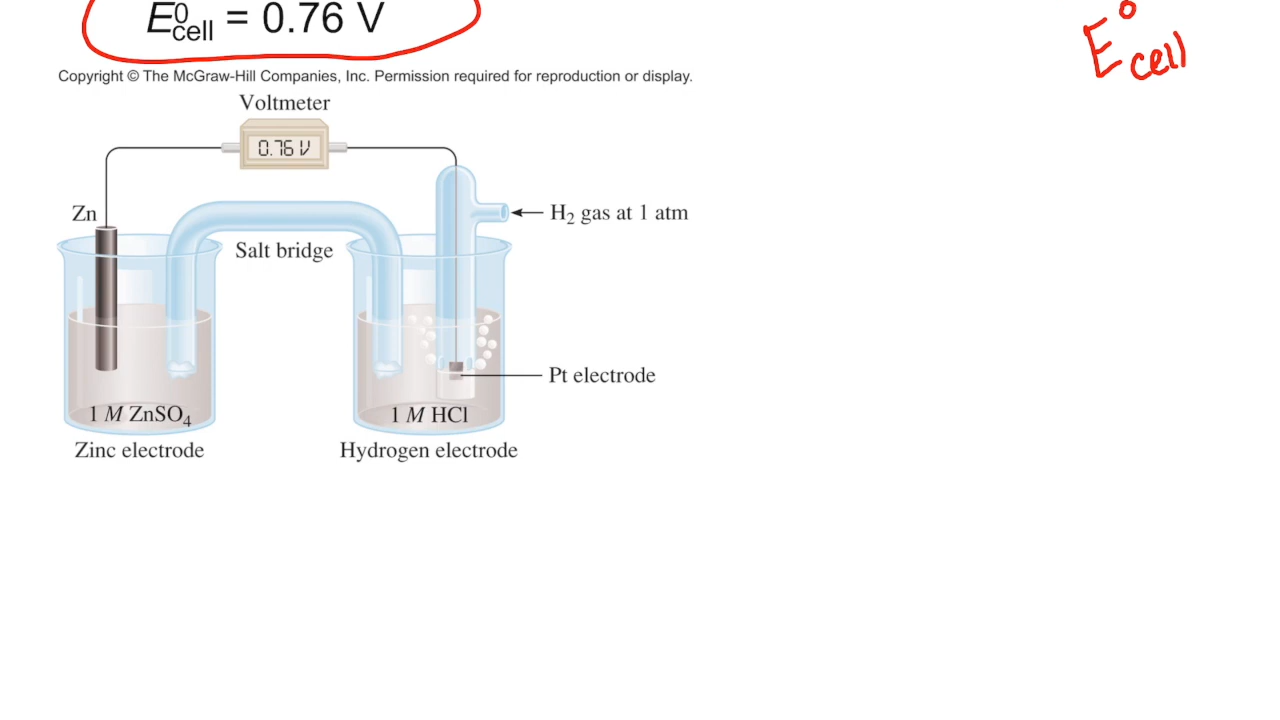 E⁰cell = 0.76 V
E° cell
Copyright © The McGraw-Hill Companies, Inc. Permission required for reproduction or display.
Voltmeter
0.76 V
Zn
H₂ gas at 1 atm
Salt bridge
Pt electrode
1 M ZnSO₄
1 M HCl
Zinc electrode
Hydrogen electrode